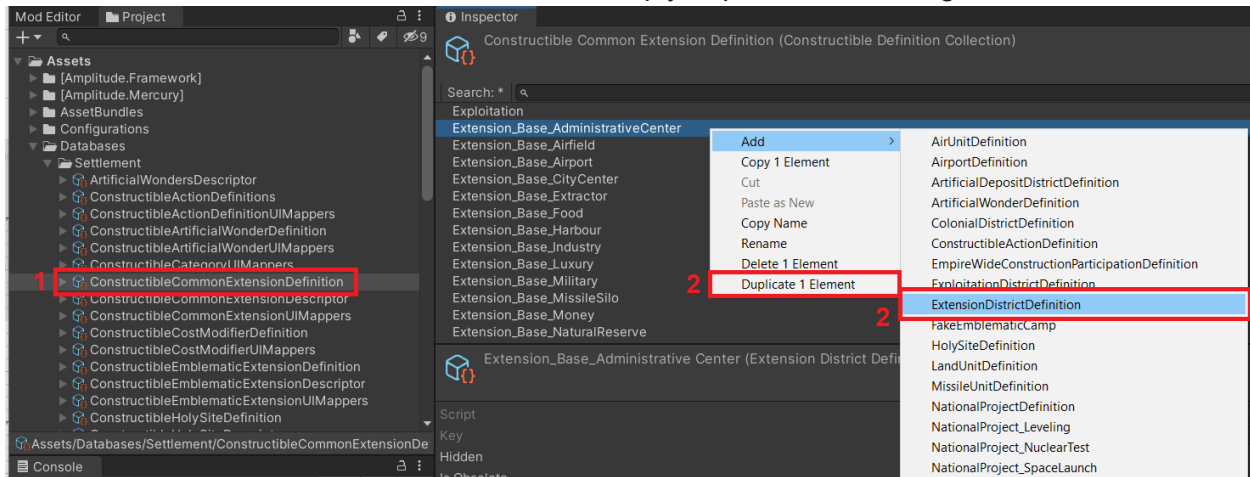 Mod Editor Project
Inspector
9
Constructible Common Extension Definition (Constructible Definition Collection)
Assets
[Amplitude.Framework]
[Amplitude.Mercury]
AssetBundles
Configurations
Databases
Settlement
ArtificialWondersDescriptor
ConstructibleActionDefinitions
ConstructibleActionDefinitionUIMappers
ConstructibleArtificialWonderDefinition
ConstructibleArtificialWonderUIMappers
ConstructibleCategoryUIMappers
1 ConstructibleCommonExtensionDefinition
ConstructibleCommonExtensionDescriptor
ConstructibleCommonExtensionUIMappers
ConstructibleCostModifierDefinition
ConstructibleCostModifierUIMappers
ConstructibleEmblematicExtensionDefinition
ConstructibleEmblematicExtensionDescriptor
ConstructibleEmblematicExtensionUIMappers
ConstructibleHolySiteDefinition
Assets/Databases/Settlement/ConstructibleCommonExtensionDe
Console
Search: *
Exploitation
Extension_Base_AdministrativeCenter
Extension_Base_Airfield
Extension_Base_Airport
Extension_Base_CityCenter
Extension_Base_Extractor
Extension_Base_Food
Extension_Base_Harbour
Extension_Base_Industry
Extension_Base_Luxury
Extension_Base_Military
Extension_Base_MissileSilo
Extension_Base_Money
Extension_Base_NaturalReserve
Extension_Base_Administrative Center (Extension District Defi
Script
Key
Hidden
Is Obsolete
Add >
Copy 1 Element
Cut
Paste as New
Copy Name
Rename
Delete 1 Element
2 Duplicate 1 Element
AirUnitDefinition
AirportDefinition
ArtificialDepositDistrictDefinition
ArtificialWonderDefinition
ColonialDistrictDefinition
ConstructibleActionDefinition
EmpireWideConstructionParticipationDefinition
ExploitationDistrictDefinition
2 ExtensionDistrictDefinition
FakeEmblematicCamp
HolySiteDefinition
LandUnitDefinition
MissileUnitDefinition
NationalProjectDefinition
NationalProject_Leveling
NationalProject_NuclearTest
NationalProject_SpaceLaunch